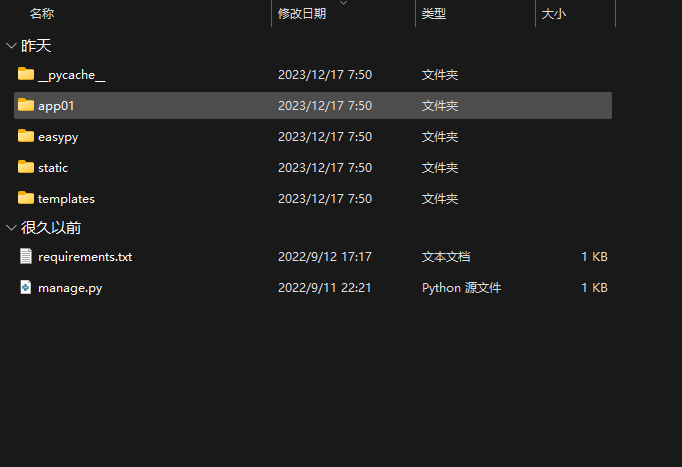 名称 修改日期 类型 大小
昨天
__pycache__ 2023/12/17 7:50 文件夹
app01 2023/12/17 7:50 文件夹
easypy 2023/12/17 7:50 文件夹
static 2023/12/17 7:50 文件夹
templates 2023/12/17 7:50 文件夹
很久以前
requirements.txt 2022/9/12 17:17 文本文档 1 KB
manage.py 2022/9/11 22:21 Python 源文件 1 KB